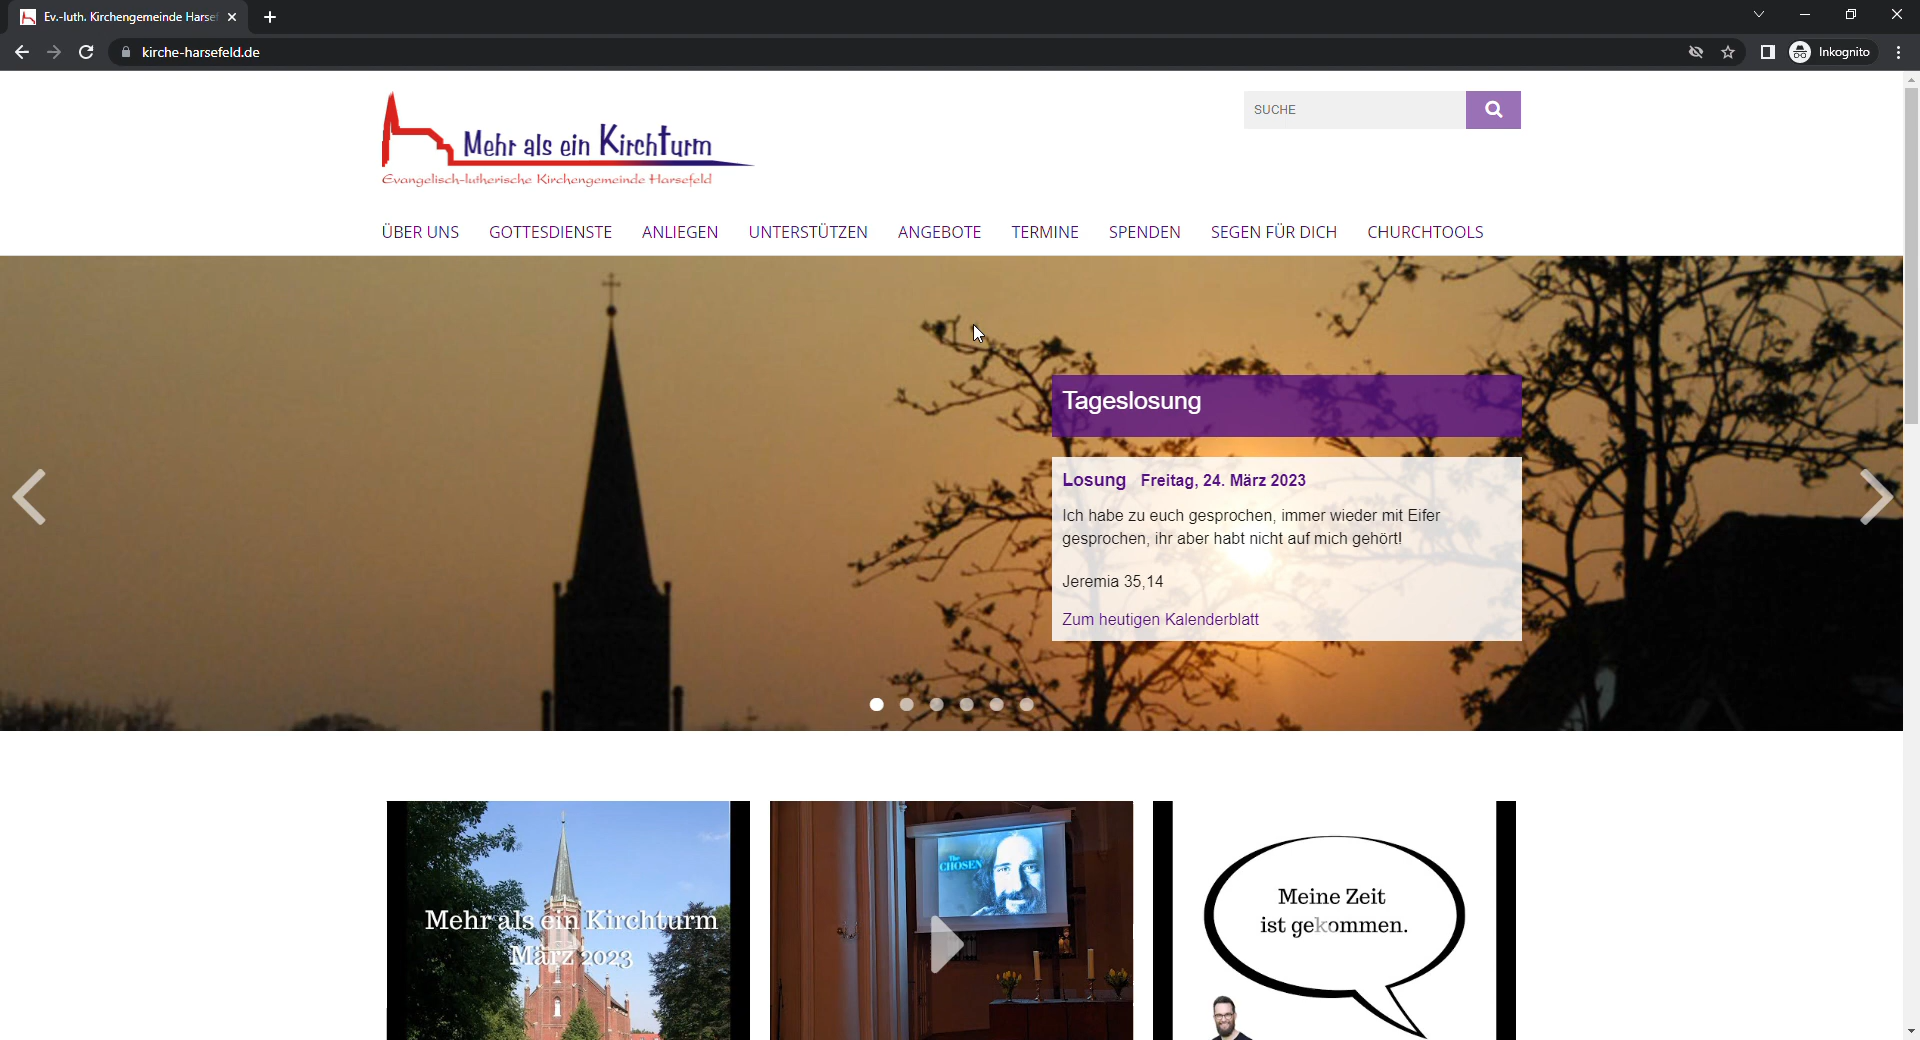 Ev.-luth. Kirchengemeinde Harsef
kirche-harsefeld.de
Inkognito
Mehr als ein Kirchturm
Evangelisch-lutherische Kirchengemeinde Harsefeld
SUCHE
ÜBER UNS GOTTESDIENSTE ANLIEGEN UNTERSTÜTZEN ANGEBOTE TERMINE SPENDEN SEGEN FÜR DICH CHURCHTOOLS
Tageslosung
Losung Freitag, 24. März 2023
Ich habe zu euch gesprochen, immer wieder mit Eifer
gesprochen, ihr aber habt nicht auf mich gehört!
Jeremia 35,14
Zum heutigen Kalenderblatt
Mehr als ein Kirchturm
März 2023
The
CHOSEN
Meine Zeit
ist gekommen.